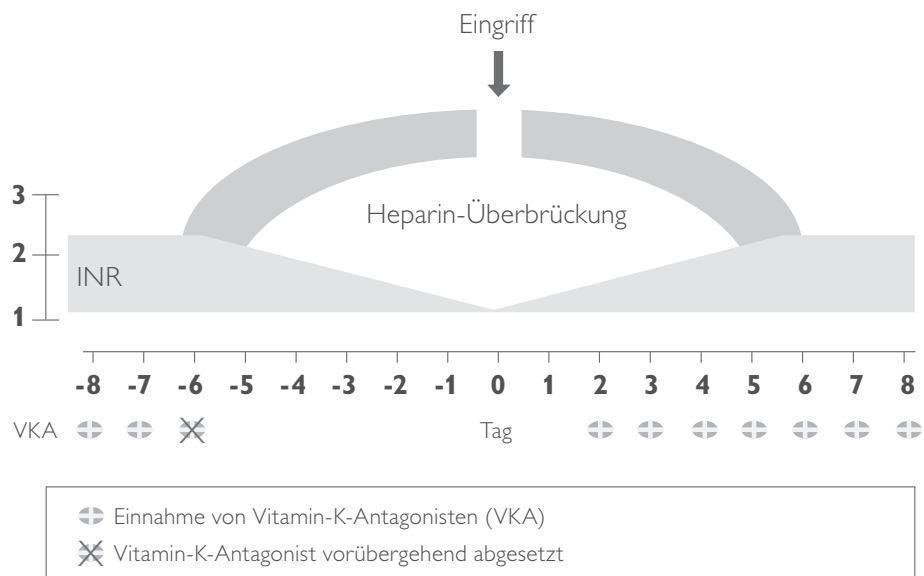 Eingriff
Heparin-Überbrückung
3
2
INR
1
-8 -7 -6 -5 -4 -3 -2 -1 0 1 2 3 4 5 6 7 8
VKA Tag
Einnahme von Vitamin-K-Antagonisten (VKA)
Vitamin-K-Antagonist vorübergehend abgesetzt